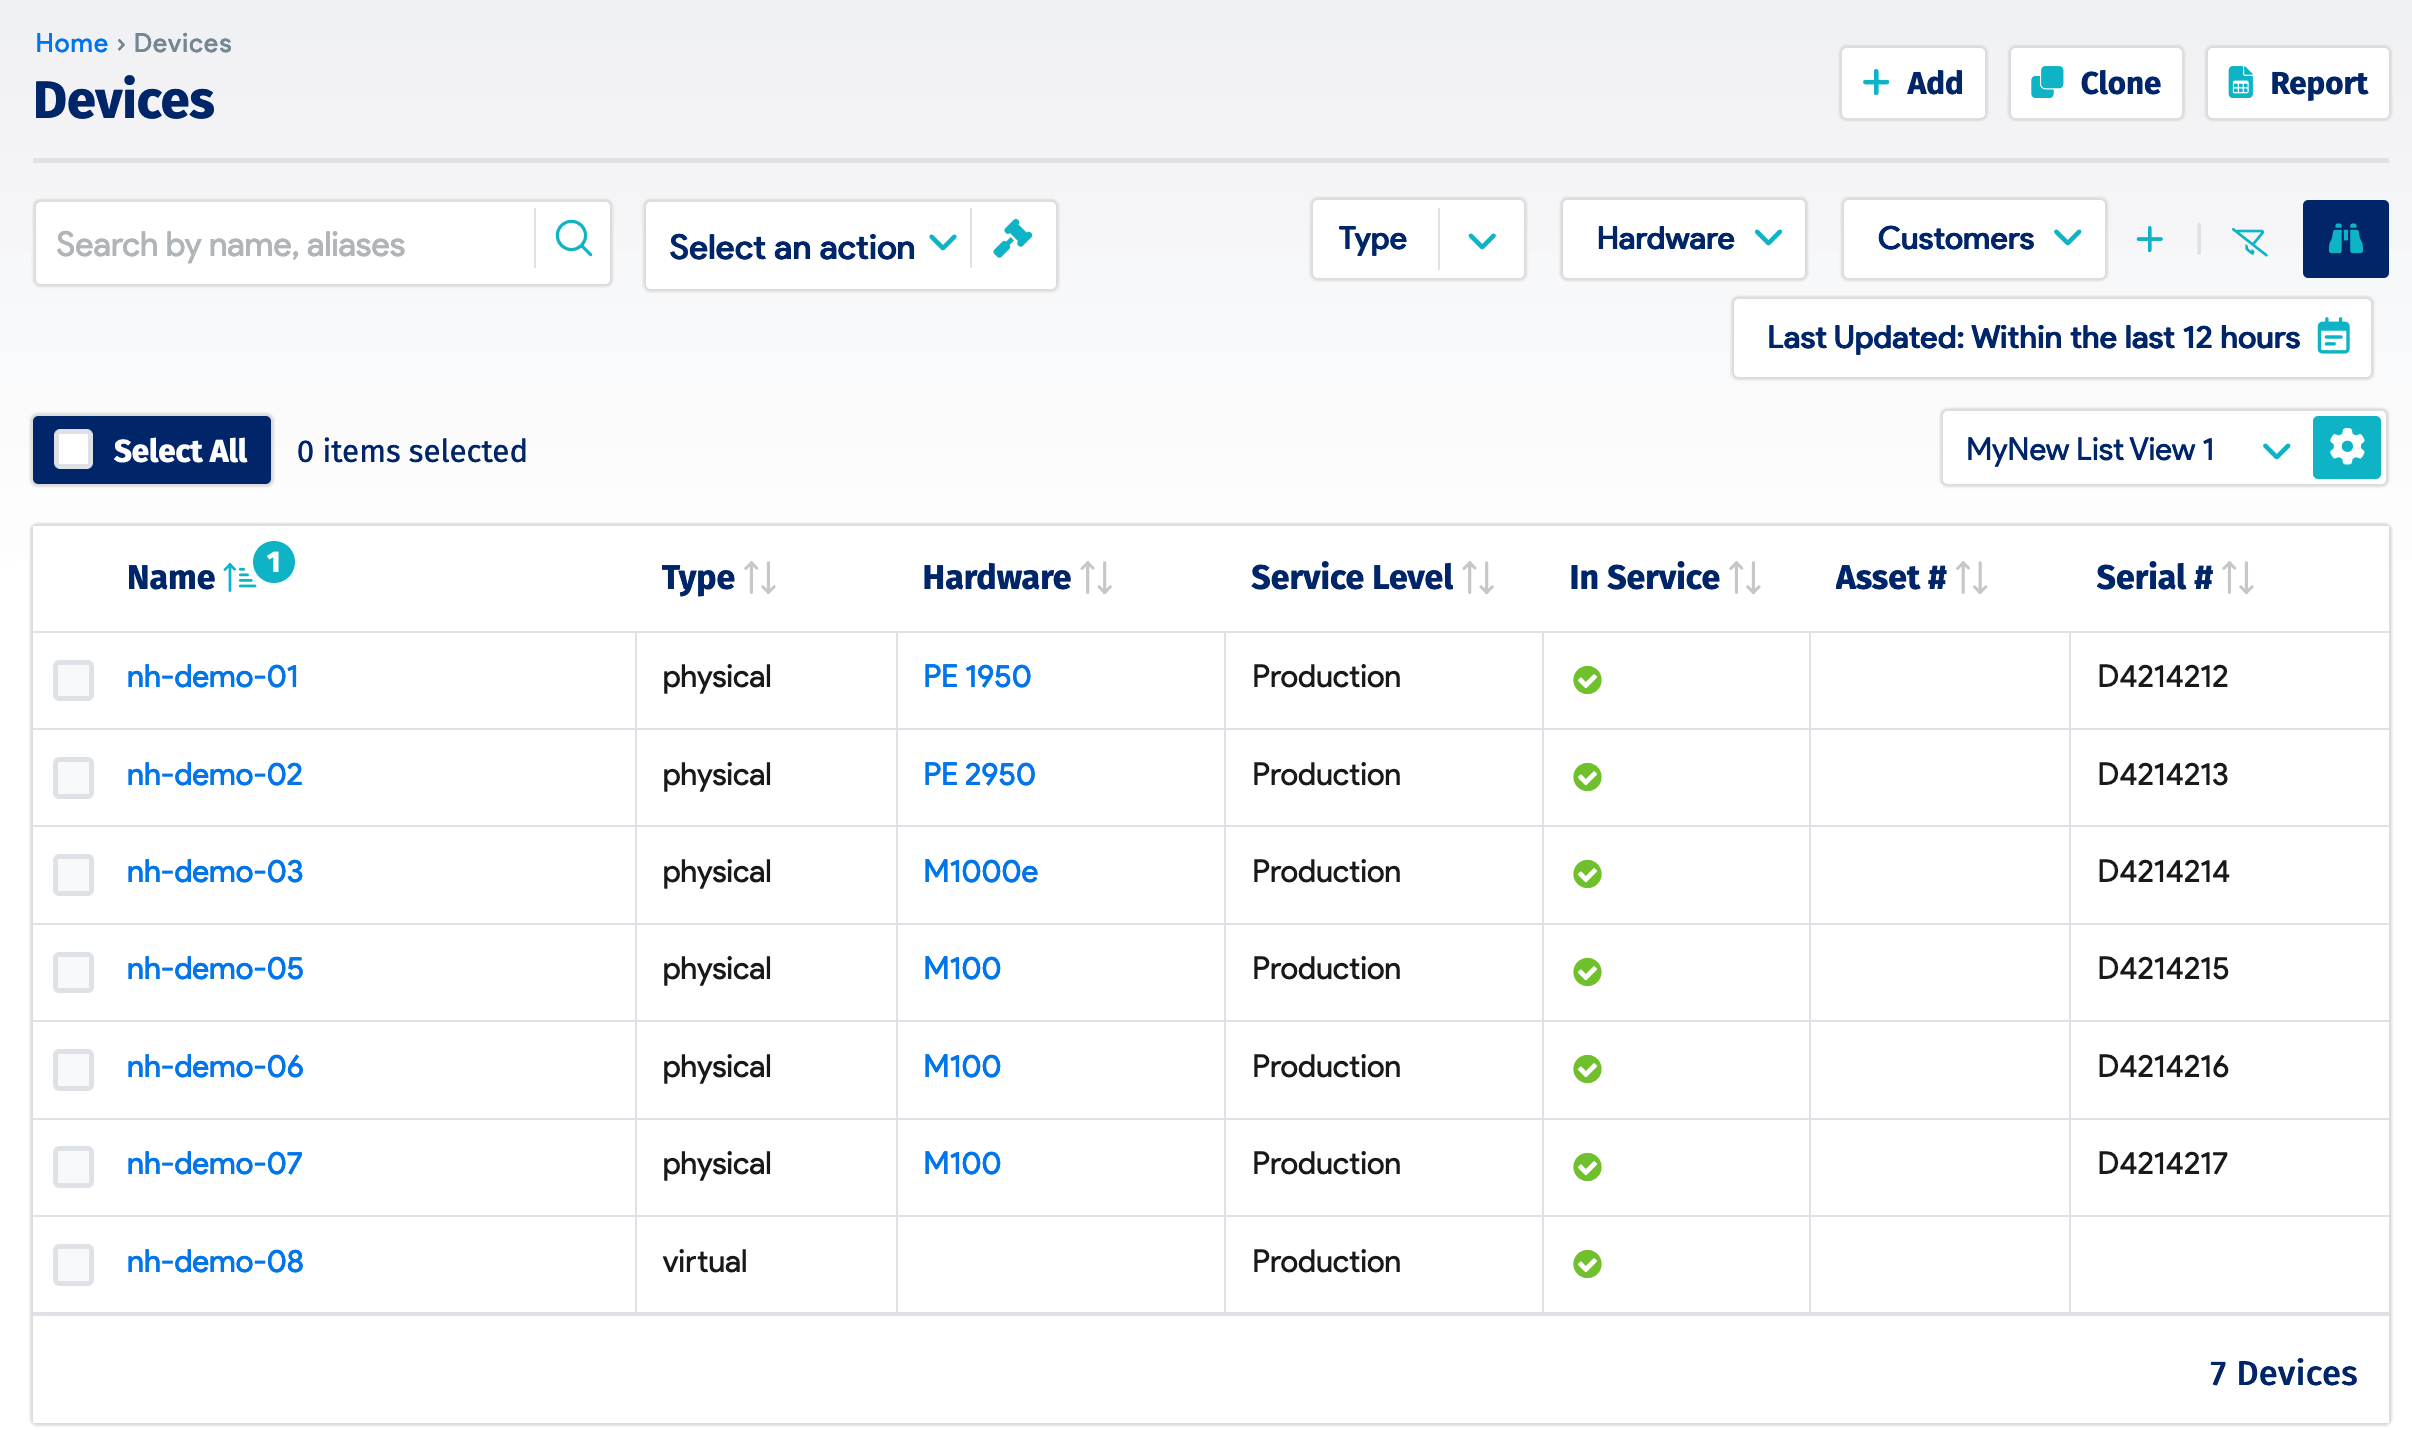 Home › Devices
Devices
Add
Clone
Report
Search by name, aliases
Select an action
Type
Hardware
Customers
Last Updated: Within the last 12 hours
Select All
0 items selected
MyNew List View 1
Name 1 Type Hardware Service Level In Service Asset # Serial #
nh-demo-01 physical PE 1950 Production D4214212
nh-demo-02 physical PE 2950 Production D4214213
nh-demo-03 physical M1000e Production D4214214
nh-demo-05 physical M100 Production D4214215
nh-demo-06 physical M100 Production D4214216
nh-demo-07 physical M100 Production D4214217
nh-demo-08 virtual Production
7 Devices